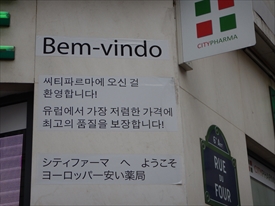 Bem-vindo
씨티파르마에 오신 걸
환영합니다!
유럽에서 가장 저렴한 가격에
최고의 품질을 보장합니다!
シティファーマ へ ようこそ
ヨーロッパー安い薬局
CITYPHARMA
RUE
DU
FOUR